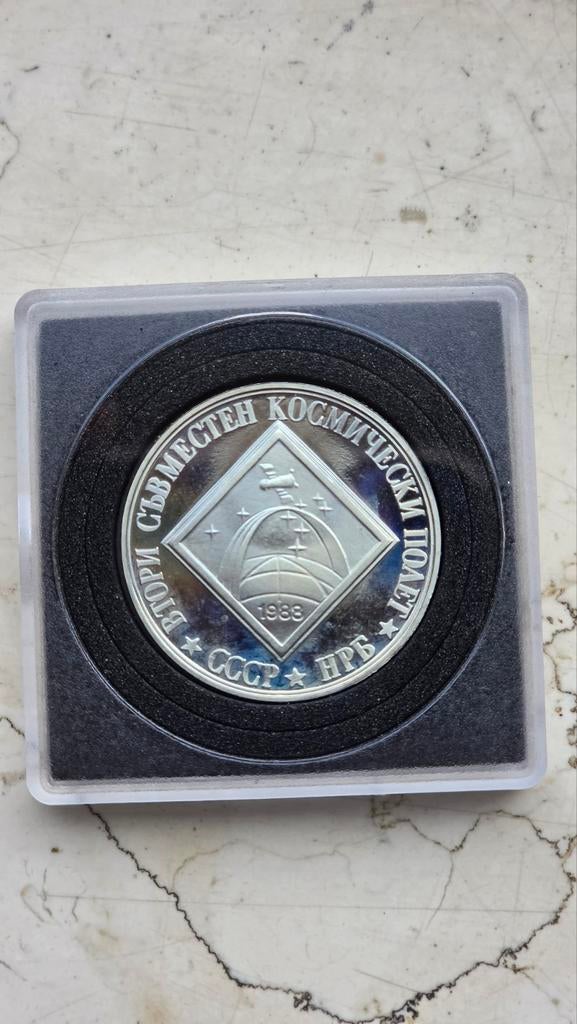 ВТОРИ СЪВМЕСТЕН КОСМИЧЕСКИ ПОЛЕТ
★ СССР ★ НРБ ★
1988